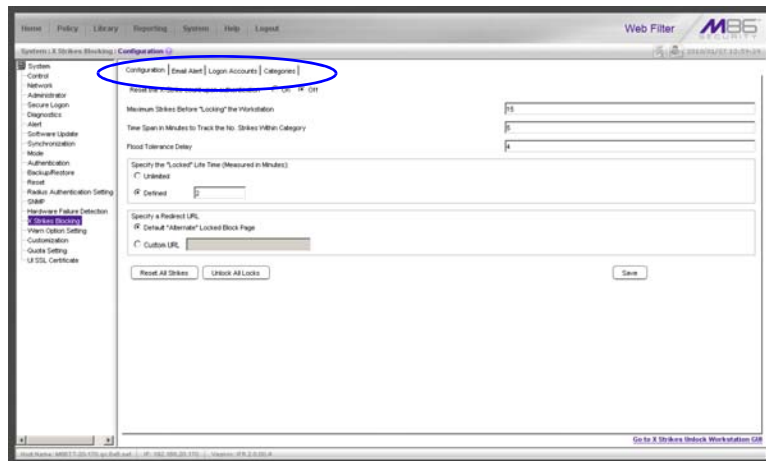 Home Policy Library Reporting System Help Logout
Web Filter M86 SECURITY
System | X Strikes Blocking | Configuration
System
Control
Network
Administrator
Secure Logon
Diagnostics
Alert
Software Update
Synchronization
Mode
Authentication
Backup/Restore
Reset
Radius Authentication Setting
SNMP
Hardware Failure Detection
X Strikes Blocking
Warn Option Setting
Customization
Quota Setting
UI SSL Certificate
Configuration Email Alert Logon Accounts Categories
Off
Maximum Strikes Before "Locking" the Workstation 15
Time Span in Minutes to Track the No. Strikes Within Category 5
Flood Tolerance Delay 4
Specify the "Locked" Life Time (Measured in Minutes):
Unlimited
Defined 2
Specify a Redirect URL
Default "Alternate" Locked Block Page
Custom URL
Reset All Strikes Unlock All Locks Save
Go to X Strikes Unlock Workstation GUI